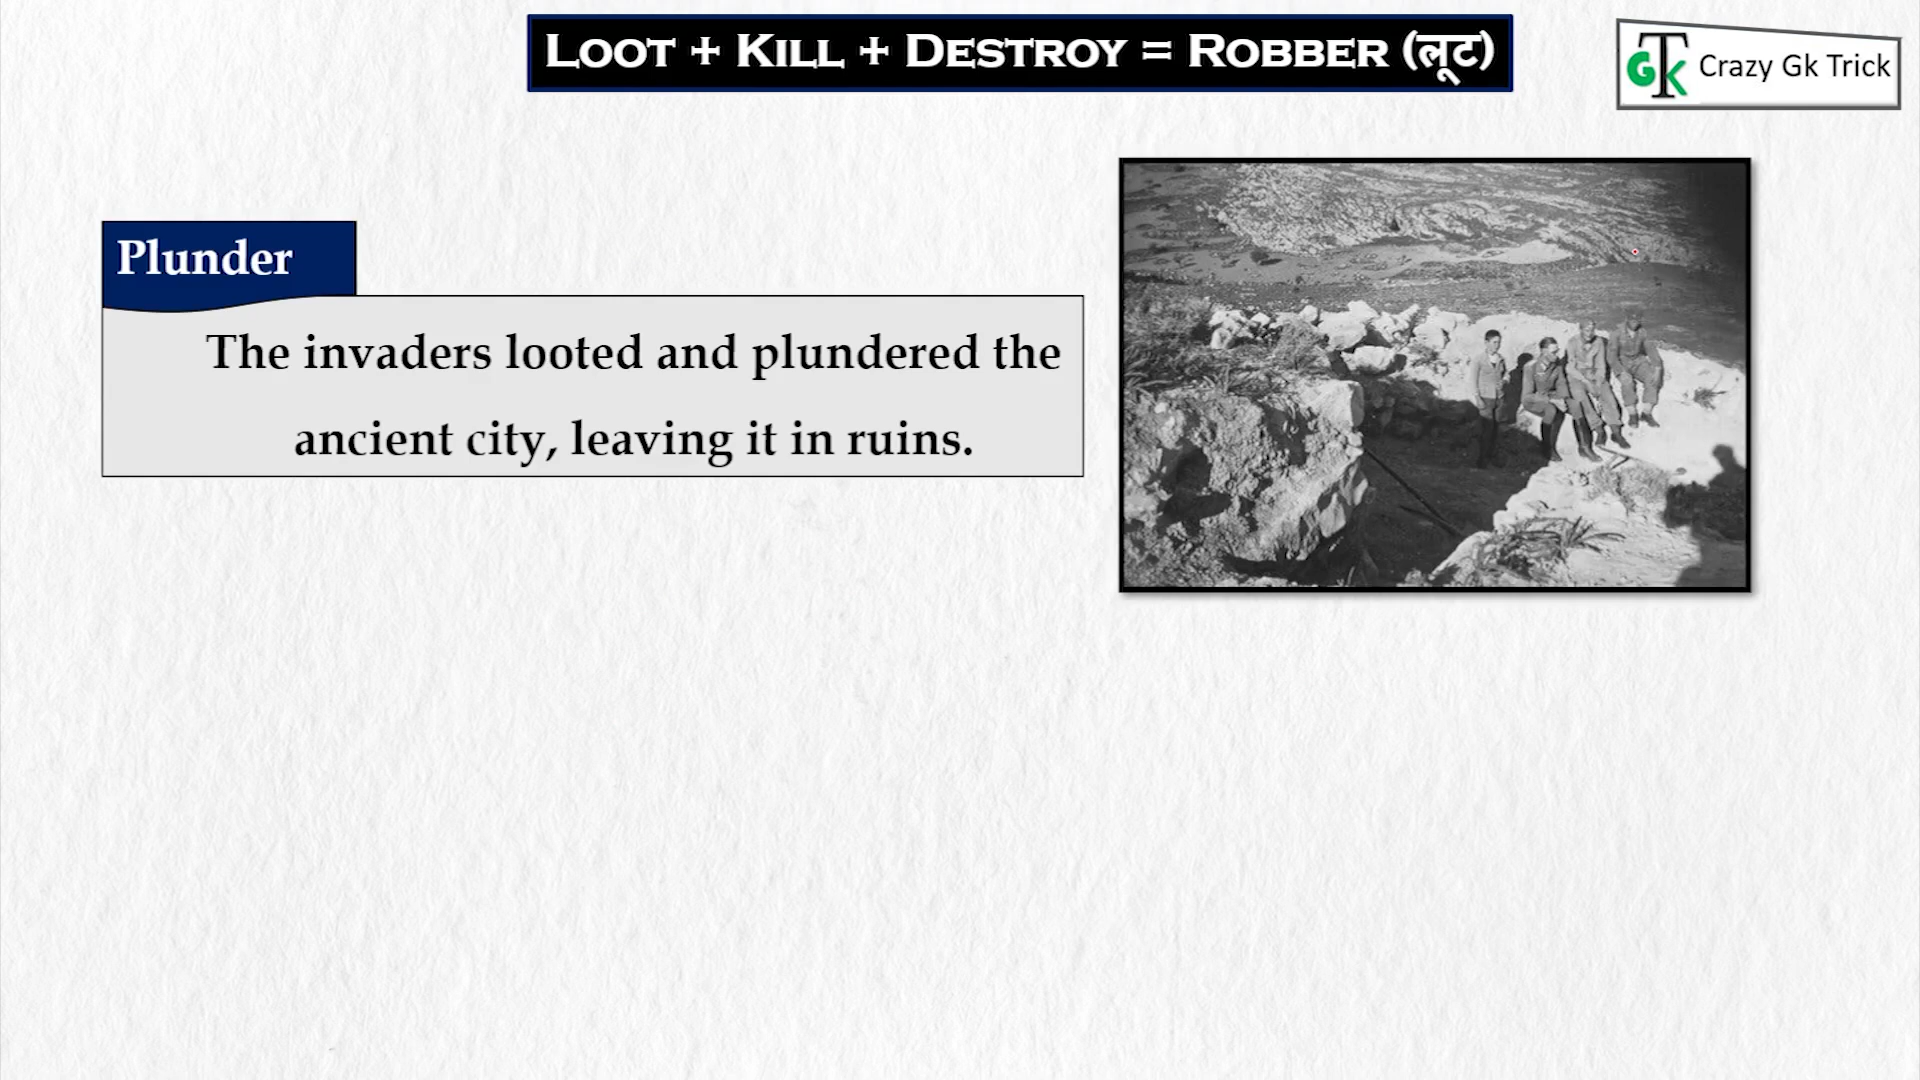 LOOT + KILL + DESTROY = ROBBER (लूट)
GTK Crazy Gk Trick
Plunder
The invaders looted and plundered the
ancient city, leaving it in ruins.